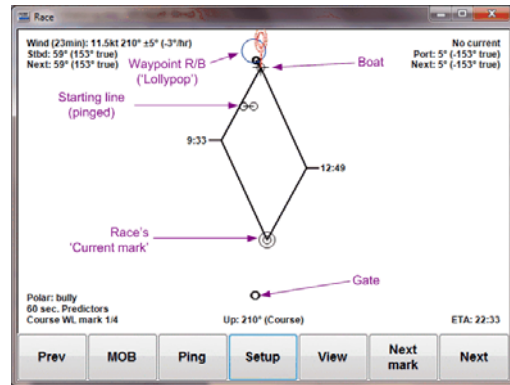 Race
Wind (23min): 11.5kt 210° ±5° (-3°/hr)
Stbd: 59° (153° true)
Next: 59° (153° true)
No current
Port: 5° (-153° true)
Next: 5° (-153° true)
Waypoint R/B
('Lollypop')
Boat
Starting line
(pinged)
9:33
12:49
Race's
'Current mark'
Gate
Polar: bully
60 sec. Predictors
Course WL mark 1/4
Up: 210° (Course)
ETA: 22:33
Prev
MOB
Ping
Setup
View
Next
mark
Next